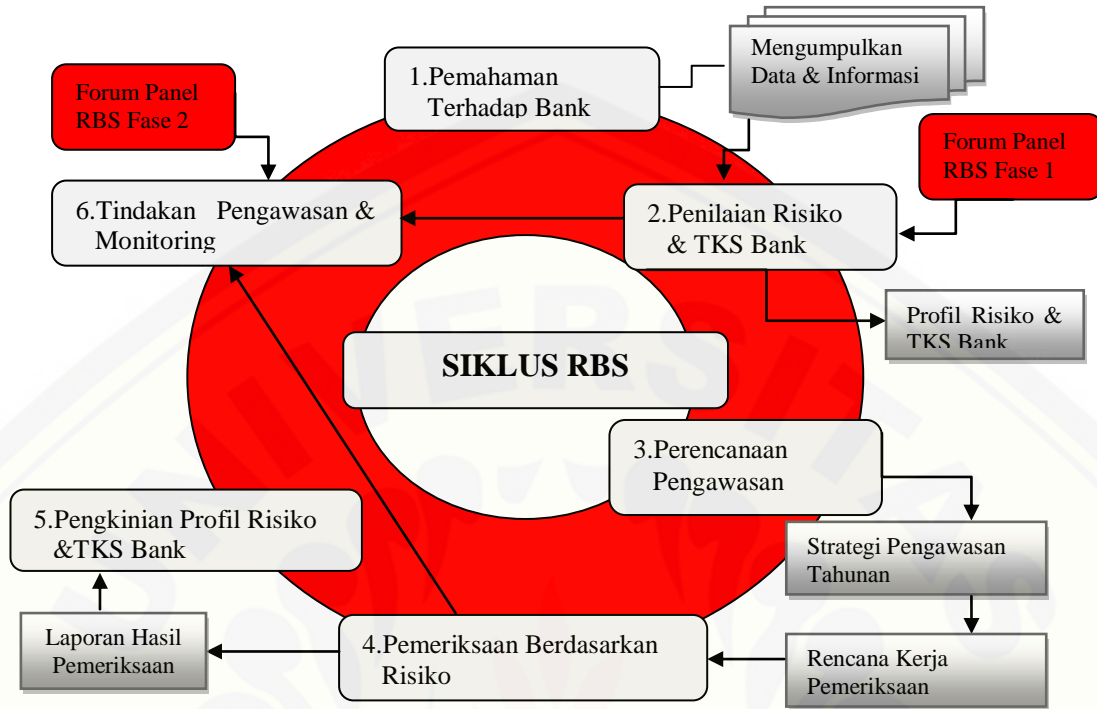 1.Pemahaman
Terhadap Bank
Mengumpulkan
Data & Informasi
Forum Panel
RBS Fase 2
Forum Panel
RBS Fase 1
6.Tindakan Pengawasan &
Monitoring
2.Penilaian Risiko
& TKS Bank
Profil Risiko &
TKS Bank
SIKLUS RBS
3.Perencanaan
Pengawasan
5.Pengkinian Profil Risiko
&TKS Bank
Strategi Pengawasan
Tahunan
Laporan Hasil
Pemeriksaan
4.Pemeriksaan Berdasarkan
Risiko
Rencana Kerja
Pemeriksaan
UNIVERSITAS